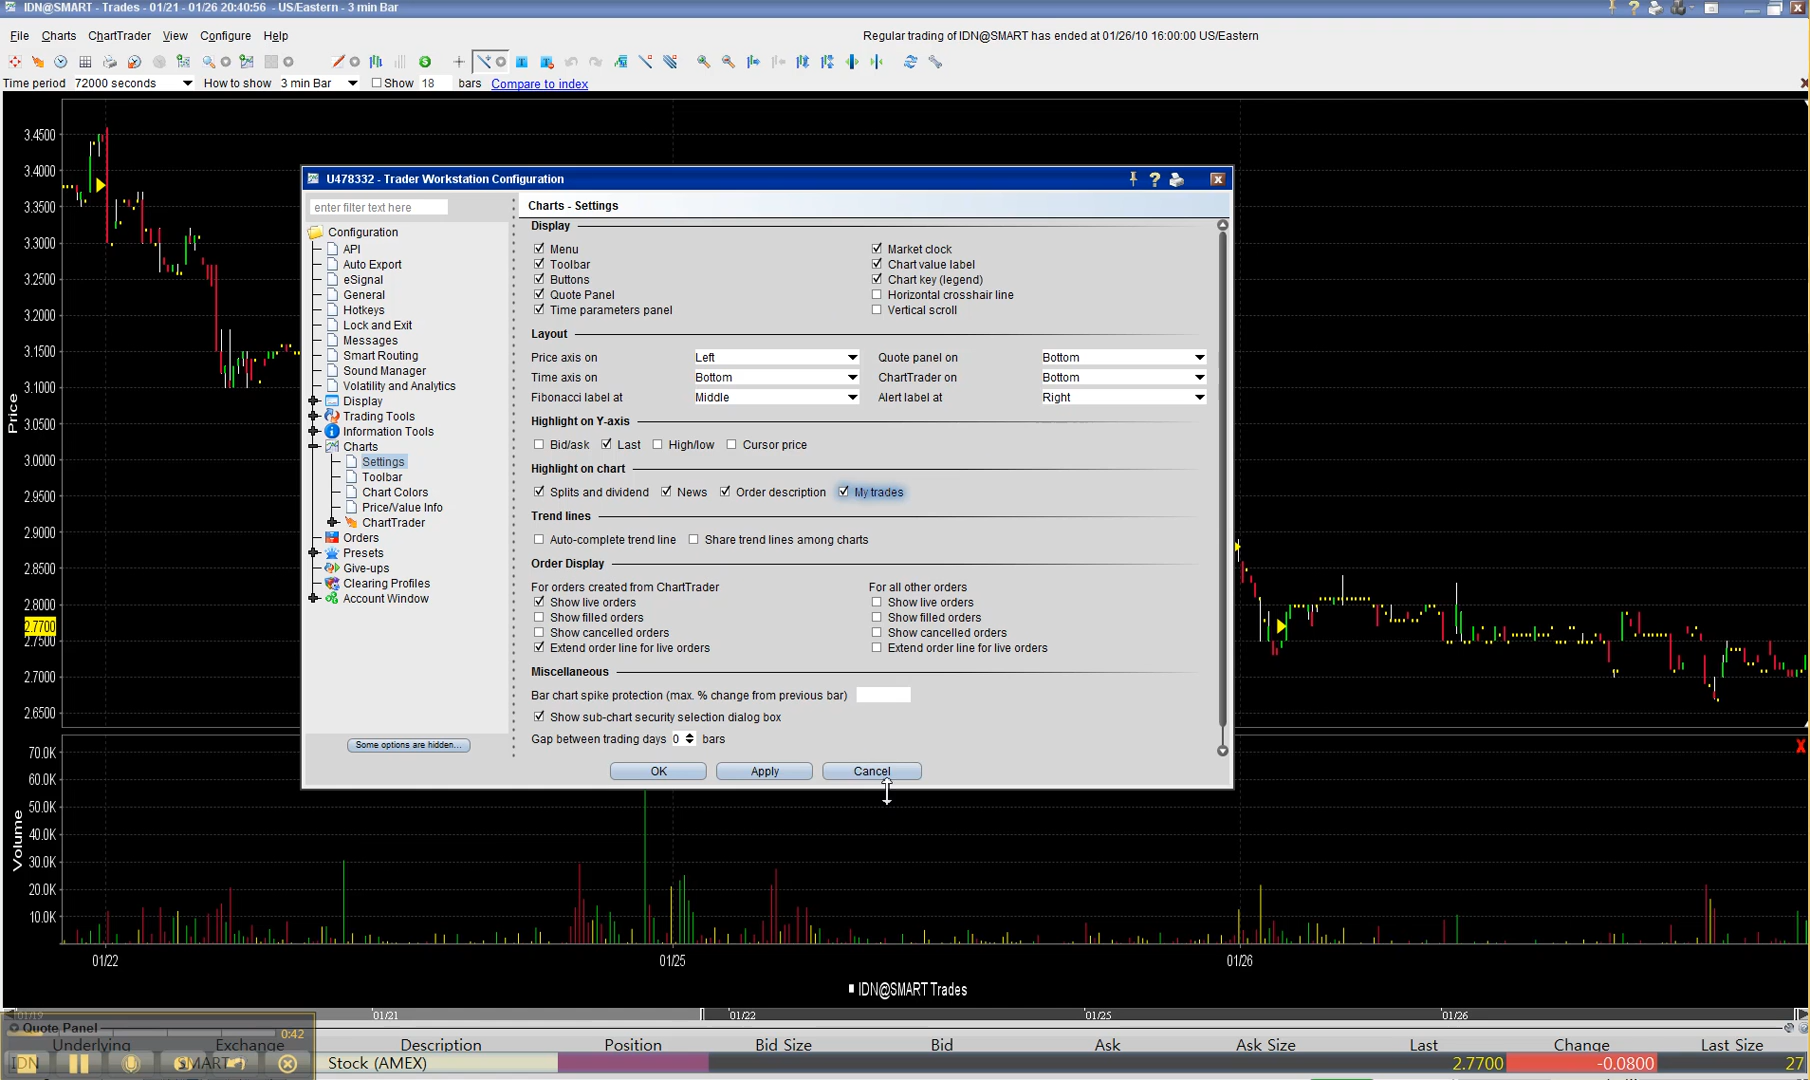 IDN@SMART - Trades - 01/21 - 01/26 20:40:56 - US/Eastern - 3 min Bar
File Charts ChartTrader View Configure Help
Regular trading of IDN@SMART has ended at 01/26/10 16:00:00 US/Eastern
Time period 72000 seconds How to show 3 min Bar Show 18 bars Compare to index
3.4500
3.4000
3.3500
3.3000
3.2500
3.2000
3.1500
3.1000
3.0500
3.0000
2.9500
2.9000
2.8500
2.8000
2.7700
2.7500
2.7000
2.6500
Price
U478332 - Trader Workstation Configuration
enter filter text here
Configuration
API
Auto Export
eSignal
General
Hotkeys
Lock and Exit
Messages
Smart Routing
Sound Manager
Volatility and Analytics
Display
Trading Tools
Information Tools
Charts
Settings
Toolbar
Chart Colors
Price/Value Info
ChartTrader
Orders
Presets
Give-ups
Clearing Profiles
Account Window
Some options are hidden...
Charts - Settings
Display
Menu Market clock
Toolbar Chart value label
Buttons Chart key (legend)
Quote Panel Horizontal crosshair line
Time parameters panel Vertical scroll
Layout
Price axis on Left Quote panel on Bottom
Time axis on Bottom ChartTrader on Bottom
Fibonacci label at Middle Alert label at Right
Highlight on Y-axis
Bid/ask Last High/low Cursor price
Highlight on chart
Splits and dividend News Order description My trades
Trend lines
Auto-complete trend line Share trend lines among charts
Order Display
For orders created from ChartTrader For all other orders
Show live orders Show live orders
Show filled orders Show filled orders
Show cancelled orders Show cancelled orders
Extend order line for live orders Extend order line for live orders
Miscellaneous
Bar chart spike protection (max. % change from previous bar)
Show sub-chart security selection dialog box
Gap between trading days 0 bars
OK Apply Cancel
70.0K
60.0K
50.0K
40.0K
30.0K
20.0K
10.0K
Volume
01/22 01/25 01/26
IDN@SMART Trades
01/19 01/21 01/22 01/25 01/26
Quote Panel 0:42
Underlying Exchange Description Position Bid Size Bid Ask Ask Size Last Change Last Size
IDN SMART Stock (AMEX) 2.7700 -0.0800 27